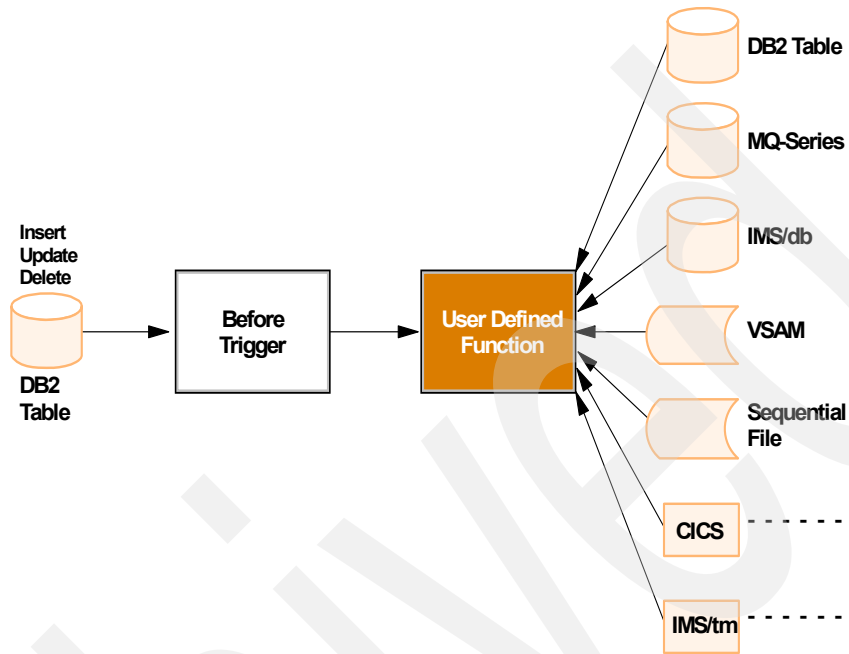 DB2 Table
MQ-Series
IMS/db
Insert
Update
Delete
Before
Trigger
User Defined
Function
VSAM
DB2
Table
Sequential
File
CICS
IMS/tm